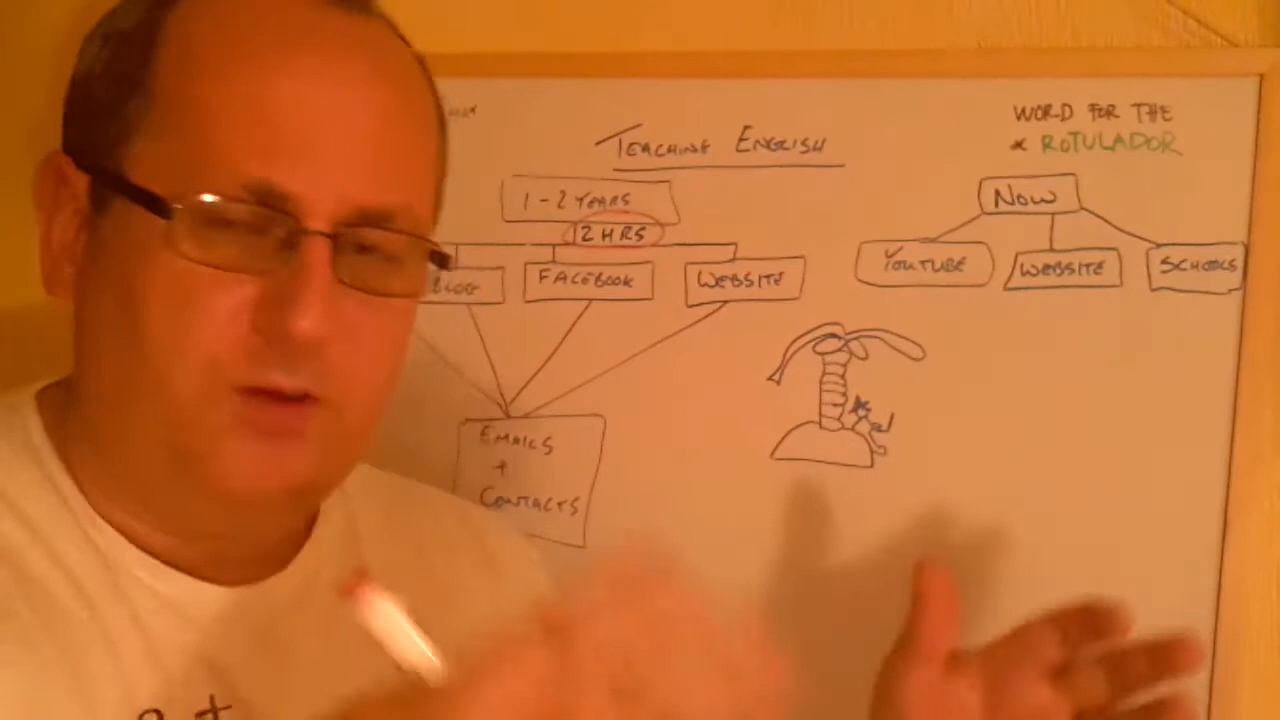 TEACHING ENGLISH
WORD FOR THE
* ROTULADOR
1-2 YEARS
2 HRS
BLOG
FACEBOOK
WEBSITE
NOW
YOUTUBE
WEBSITE
SCHOOLS
EMAILS
+
CONTACTS